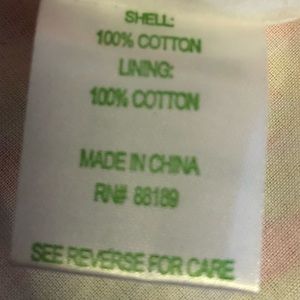 SHELL:
100% COTTON
LINING:
100% COTTON
MADE IN CHINA
RN# 88189
SEE REVERSE FOR CARE